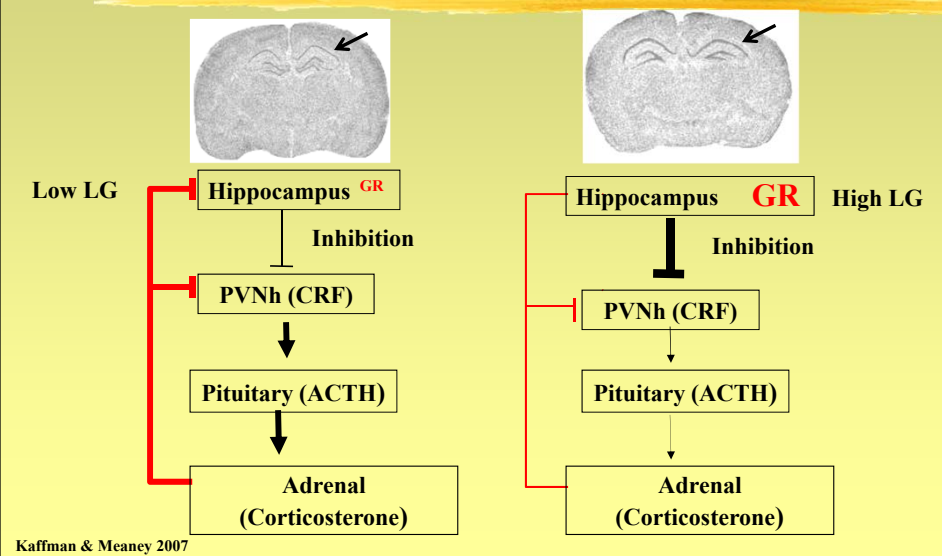 Low LG
Hippocampus GR
Inhibition
PVNh (CRF)
Pituitary (ACTH)
Adrenal
(Corticosterone)
Hippocampus GR
High LG
Inhibition
PVNh (CRF)
Pituitary (ACTH)
Adrenal
(Corticosterone)
Kaffman & Meaney 2007